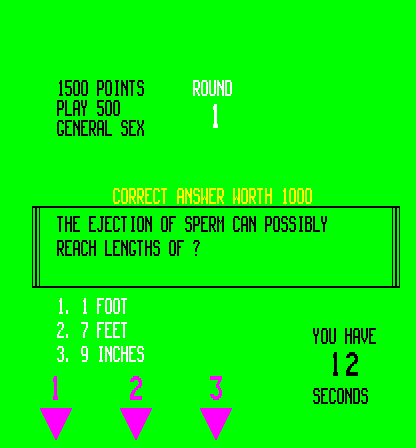 1500 POINTS
PLAY 500
GENERAL SEX
ROUND
1
CORRECT ANSWER WORTH 1000
THE EJECTION OF SPERM CAN POSSIBLY
REACH LENGTHS OF ?
1. 1 FOOT
2. 7 FEET
3. 9 INCHES
YOU HAVE
12
SECONDS
1 2 3